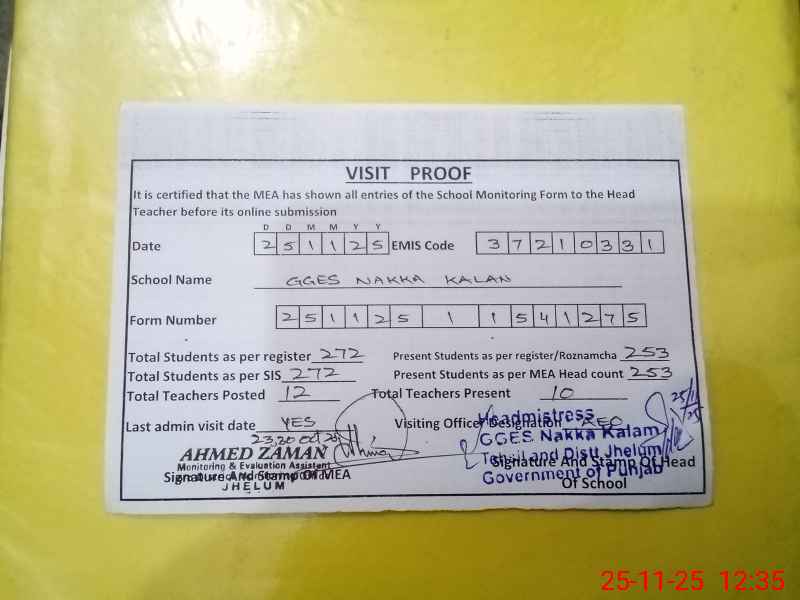 VISIT PROOF
It is certified that the MEA has shown all entries of the School Monitoring Form to the Head
Teacher before its online submission
D D M M Y Y
Date 2 5 1 1 2 5 EMIS Code 3 7 2 1 0 3 3 1
School Name GGES NAKKA KALAN
Form Number 2 5 1 1 2 5 1 1 5 4 1 2 7 5
Total Students as per register 272 Present Students as per register/Roznamcha 253
Total Students as per SIS 272 Present Students as per MEA Head count 253
Total Teachers Posted 12 Total Teachers Present 10
Last admin visit date YES Visiting Officer Designation AEO
23,30 Oct
25/11/25
AHMED ZAMAN
Monitoring & Evaluation Assistant
JHELUM
Signature And Stamp Of MEA
Headmistress
GGES Nakka Kalan
Tehsil and Distt Jhelum
Government of Punjab
Signature And Stamp Of Head
Of School
25-11-25 12:35